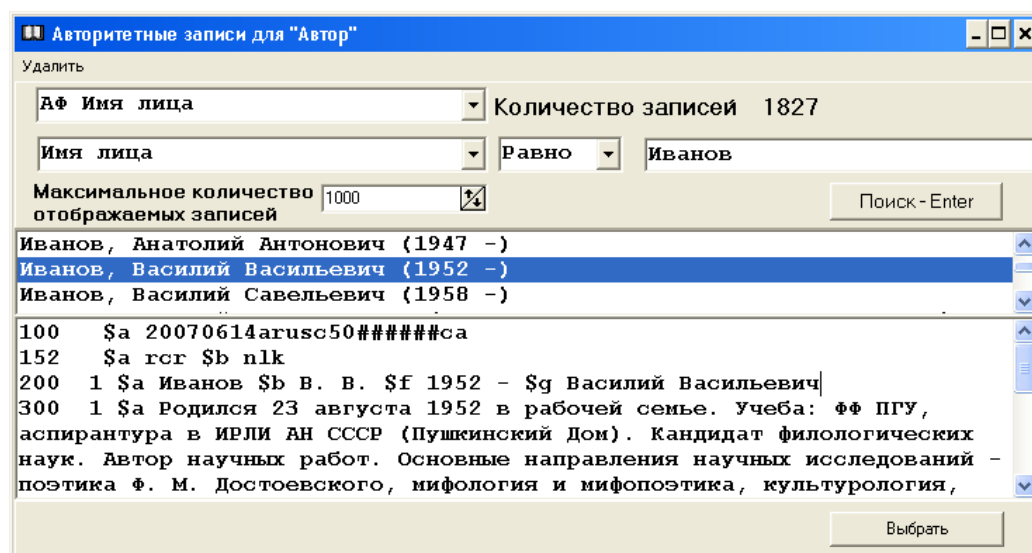 Авторитетные записи для "Автор"
Удалить
АФ Имя лица
Количество записей 1827
Имя лица Равно Иванов
Максимальное количество
отображаемых записей
1000
Поиск - Enter
Иванов, Анатолий Антонович (1947 -)
Иванов, Василий Васильевич (1952 -)
Иванов, Василий Савельевич (1958 -)
100 $a 20070614arusc50######ca
152 $a rcr $b nlk
200 1 $a Иванов $b В. В. $f 1952 - $g Василий Васильевич
300 1 $a Родился 23 августа 1952 в рабочей семье. Учеба: ФФ ПГУ,
аспирантура в ИРЛИ АН СССР (Пушкинский Дом). Кандидат филологических
наук. Автор научных работ. Основные направления научных исследований -
поэтика Ф. М. Достоевского, мифология и мифопоэтика, культурология,
Выбрать